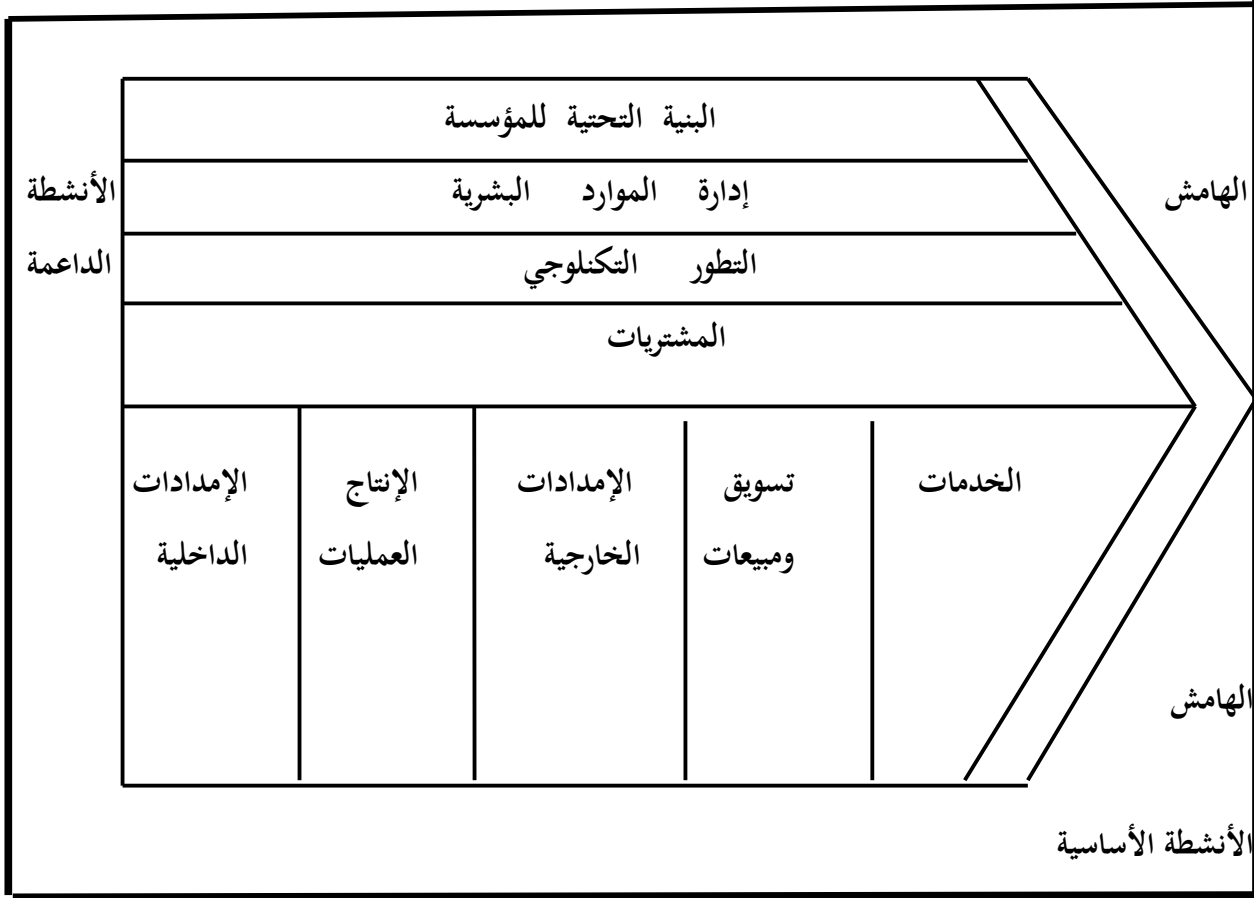 البنية التحتية للمؤسسة
الهامش
إدارة الموارد البشرية
الأنشطة
الداعمة
التطور التكنلوجي
المشتريات
الإمدادات
الداخلية
الإنتاج
العمليات
الإمدادات
الخارجية
تسويق
ومبيعات
الخدمات
الهامش
الأنشطة الأساسية